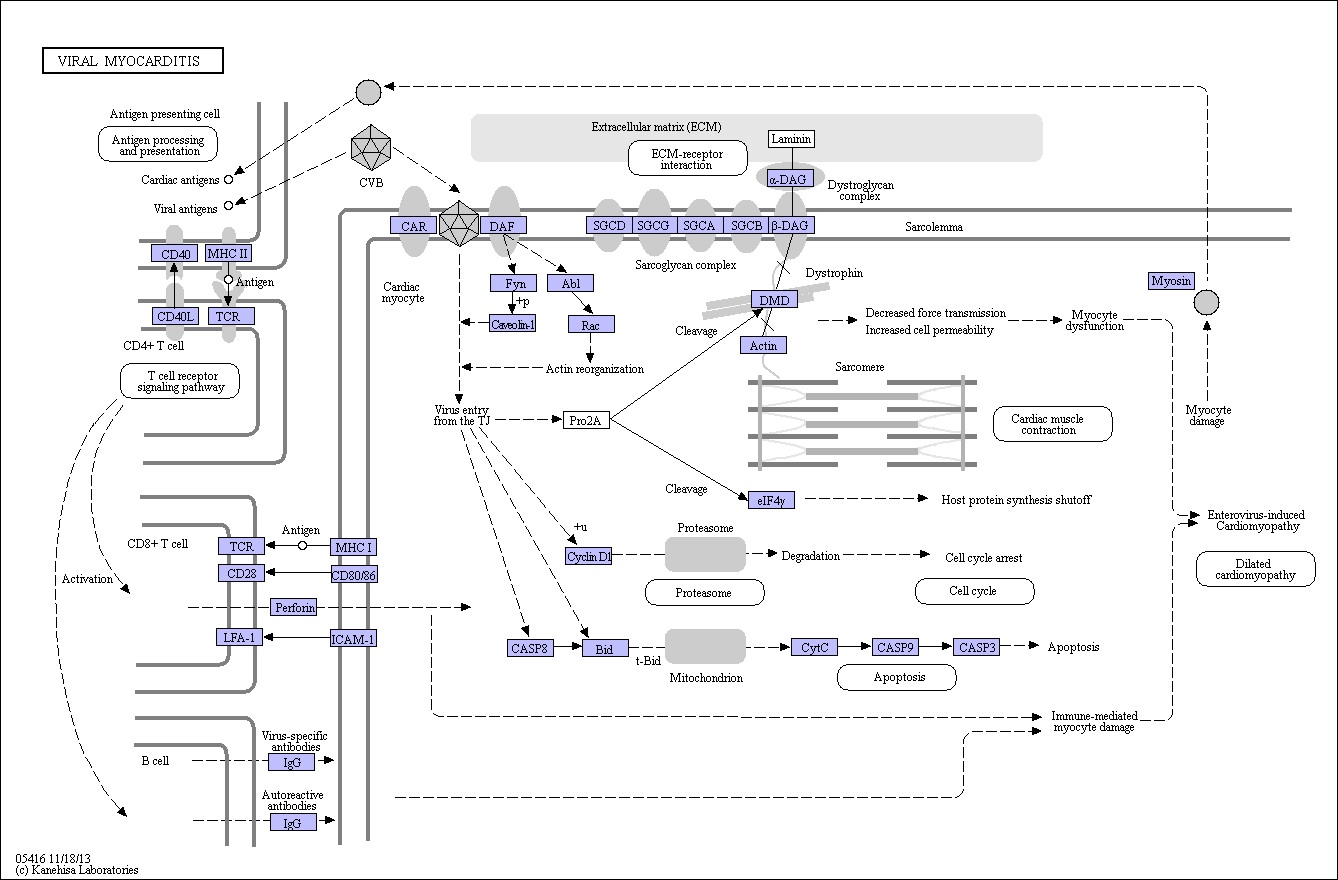 VIRAL MYOCARDITIS
Antigen presenting cell
Antigen processing
and presentation
Cardiac antigens
Viral antigens
CVB
Extracellular matrix (ECM)
ECM-receptor
interaction
Laminin
α-DAG
Dystroglycan
complex
CAR
DAF
SGCD
SGCG
SGCA
SGCB
β-DAG
Sarcolemma
CD40
MHC II
Antigen
CD40L
TCR
CD4+ T cell
T cell receptor
signaling pathway
Cardiac
myocyte
Fyn
Abl
+p
Caveolin-1
Rac
Actin reorganization
Sarcoglycan complex
Dystrophin
DMD
Cleavage
Actin
Decreased force transmission
Increased cell permeability
Myocyte
dysfunction
Myosin
Sarcomere
Virus entry
from the TJ
Pro2A
Cardiac muscle
contraction
Myocyte
damage
Cleavage
eIF4γ
Host protein synthesis shutoff
Enterovirus-induced
Cardiomyopathy
Dilated
cardiomyopathy
CD8+ T cell
TCR
Antigen
MHC I
CD28
CD80/86
Activation
Perforin
LFA-1
ICAM-1
+u
Cyclin D1
Proteasome
Degradation
Cell cycle arrest
Proteasome
Cell cycle
CASP8
Bid
t-Bid
Mitochondrion
CytC
CASP9
CASP3
Apoptosis
Apoptosis
Immune-mediated
myocyte damage
Virus-specific
antibodies
B cell
IgG
Autoreactive
antibodies
IgG
05416 11/18/13
(c) Kanehisa Laboratories